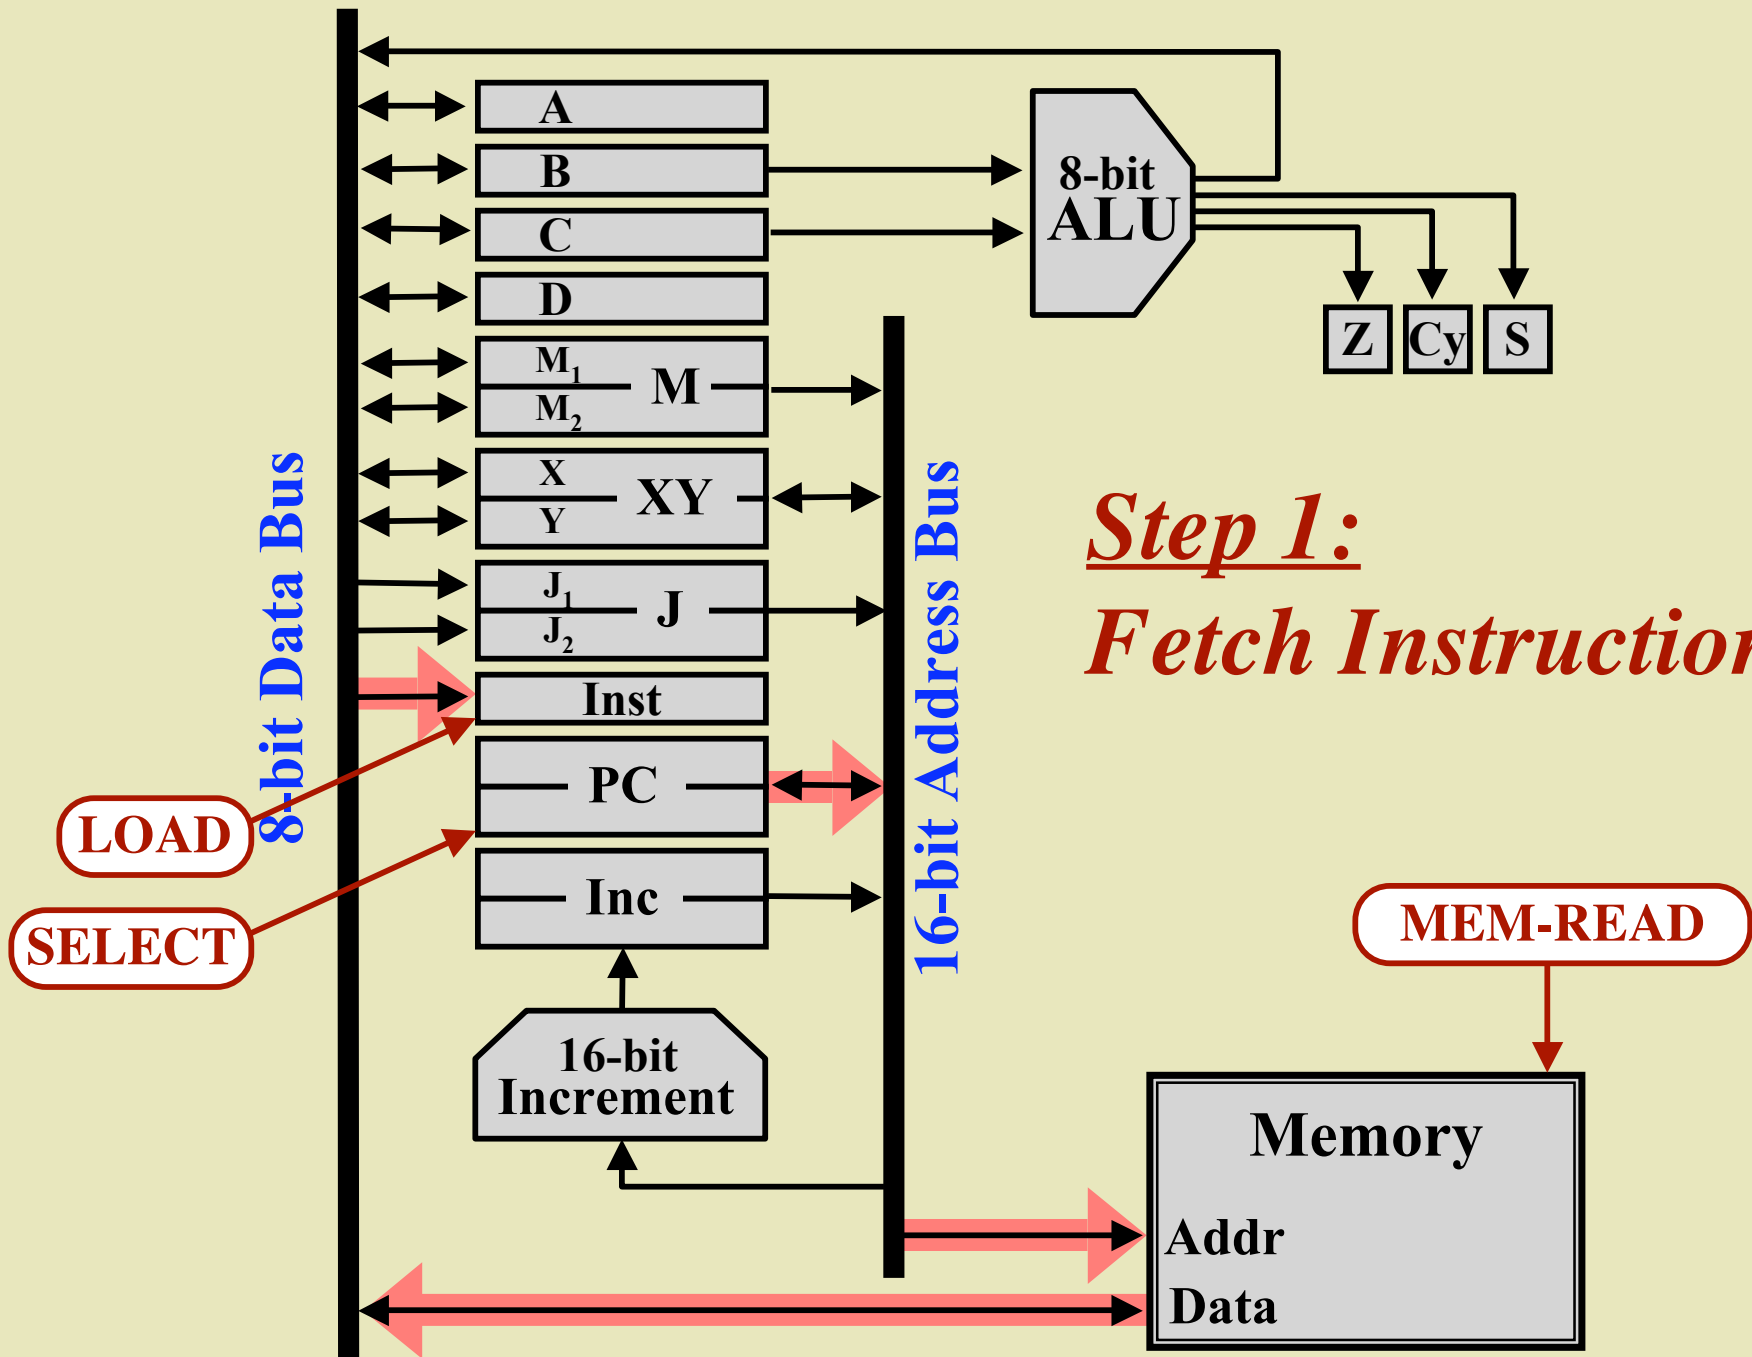 A
B
C
D
M₁
M
M₂
X
XY
Y
J₁
J
J₂
Inst
PC
Inc
16-bit
Increment
8-bit
ALU
Z
Cy
S
8-bit Data Bus
16-bit Address Bus
Step 1:
Fetch Instruction
LOAD
SELECT
MEM-READ
Memory
Addr
Data